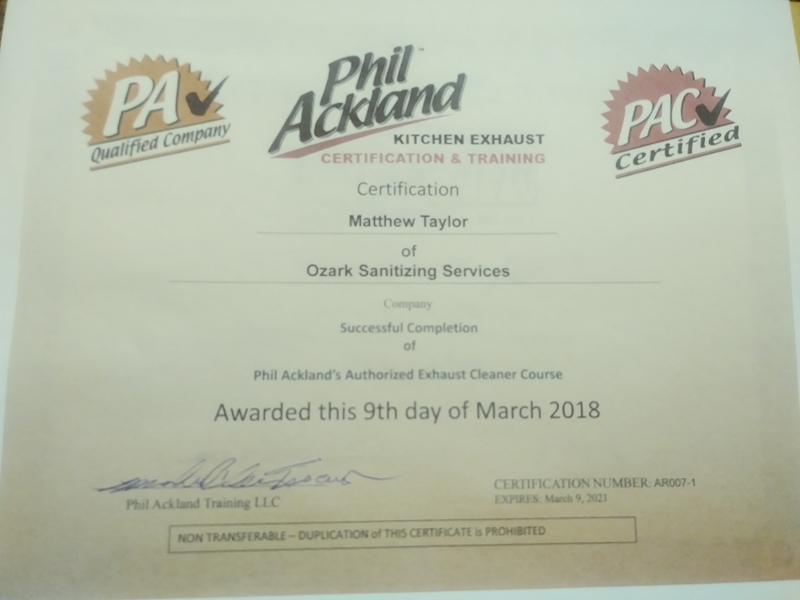 PA
Qualified Company
Phil
Ackland
™
KITCHEN EXHAUST
CERTIFICATION & TRAINING
PAC
Certified
Certification
Matthew Taylor
of
Ozark Sanitizing Services
Company
Successful Completion
of
Phil Ackland's Authorized Exhaust Cleaner Course
Awarded this 9th day of March 2018
Phil Ackland Training LLC
CERTIFICATION NUMBER: AR007-1
EXPIRES: March 9, 2021
NON TRANSFERABLE – DUPLICATION of THIS CERTIFICATE is PROHIBITED